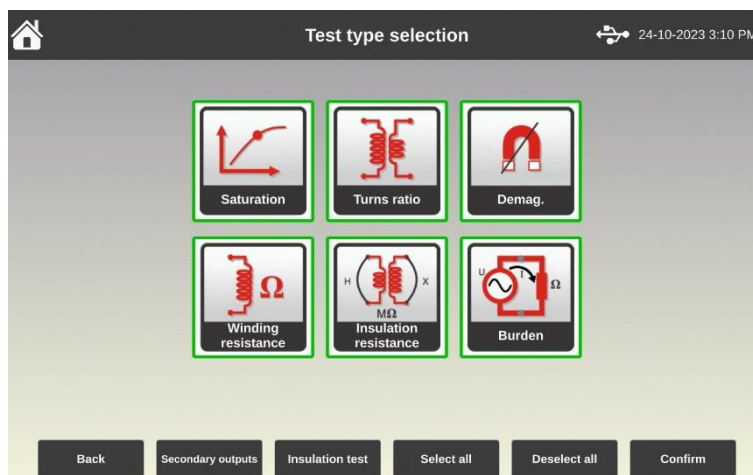 Test type selection
24-10-2023 3:10 PM
Saturation
Turns ratio
Demag.
Ω
H
X
MΩ
U
I
Ω
Winding
resistance
Insulation
resistance
Burden
Back
Secondary outputs
Insulation test
Select all
Deselect all
Confirm